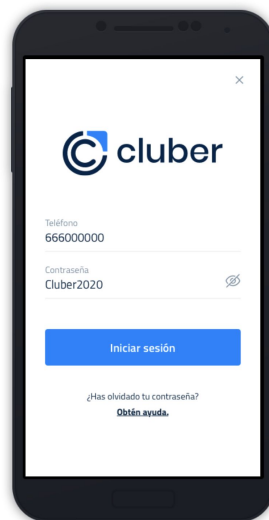 cluber
Teléfono
666000000
Contraseña
Cluber2020
Iniciar sesión
¿Has olvidado tu contraseña?
Obtén ayuda.